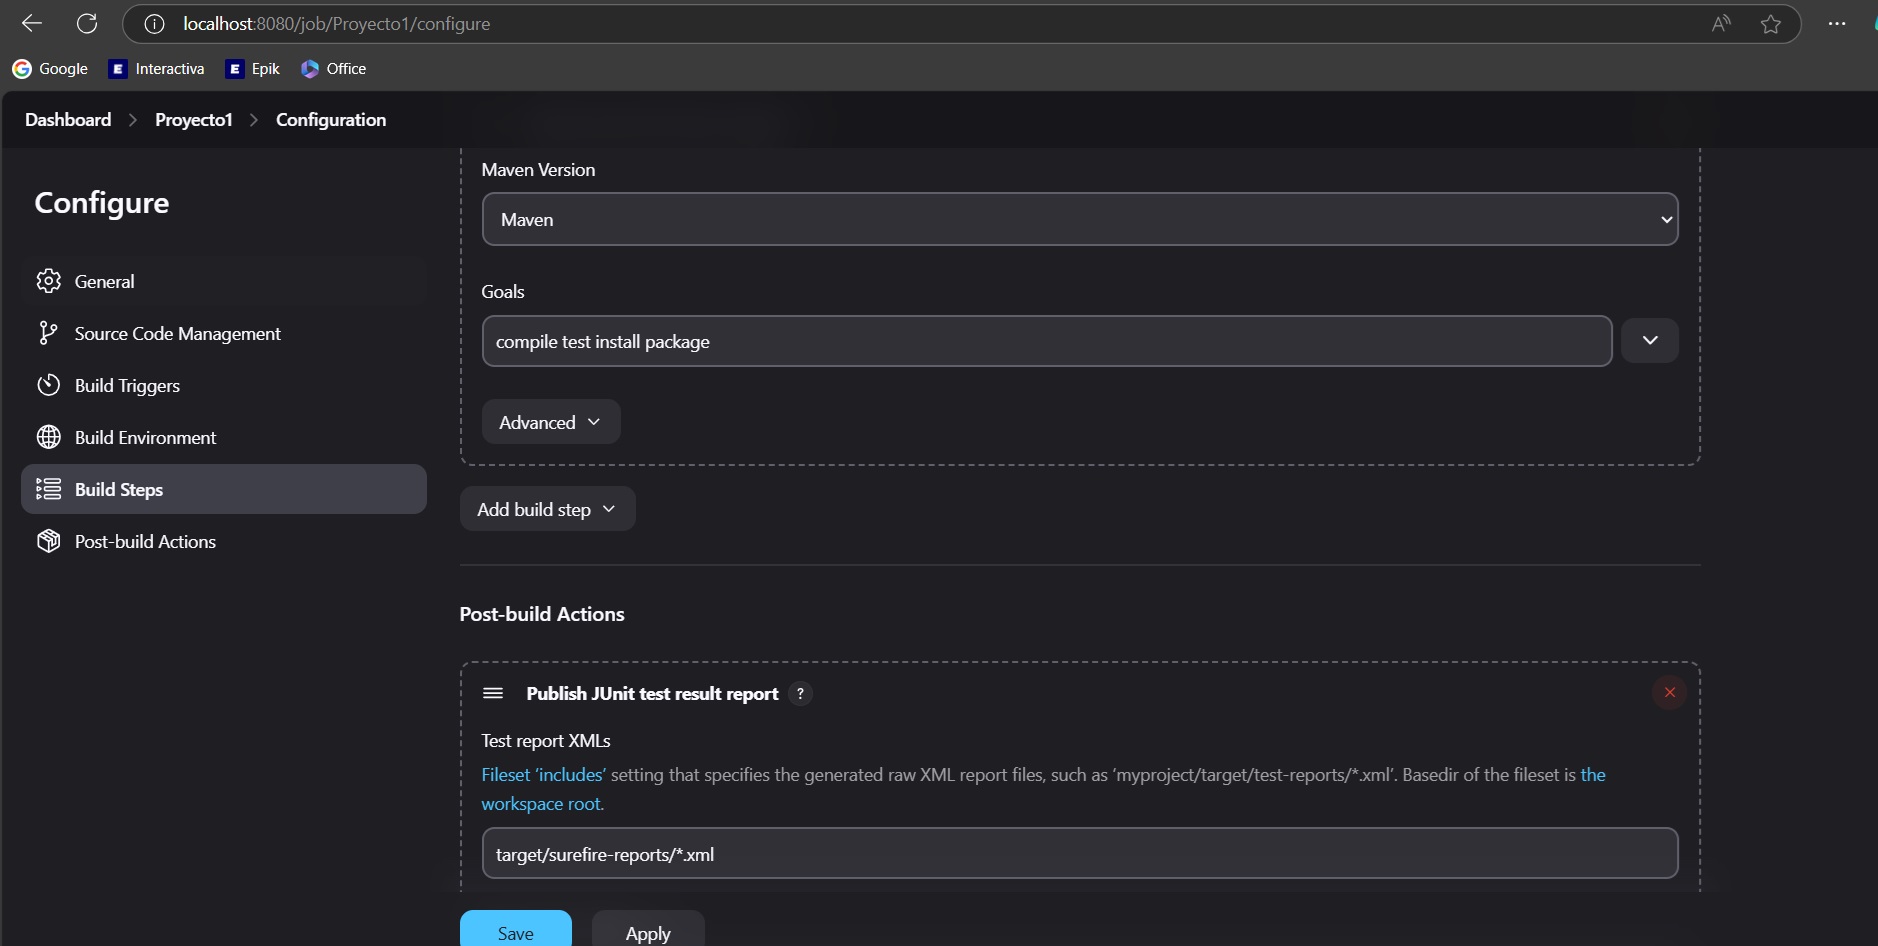 localhost:8080/job/Proyecto1/configure
Google Interactiva Epik Office
Dashboard > Proyecto1 > Configuration
Configure
General
Source Code Management
Build Triggers
Build Environment
Build Steps
Post-build Actions
Maven Version
Maven
Goals
compile test install package
Advanced
Add build step
Post-build Actions
Publish JUnit test result report ?
Test report XMLs
Fileset ‘includes’ setting that specifies the generated raw XML report files, such as ‘myproject/target/test-reports/*.xml’. Basedir of the fileset is the
workspace root.
target/surefire-reports/*.xml
Save Apply